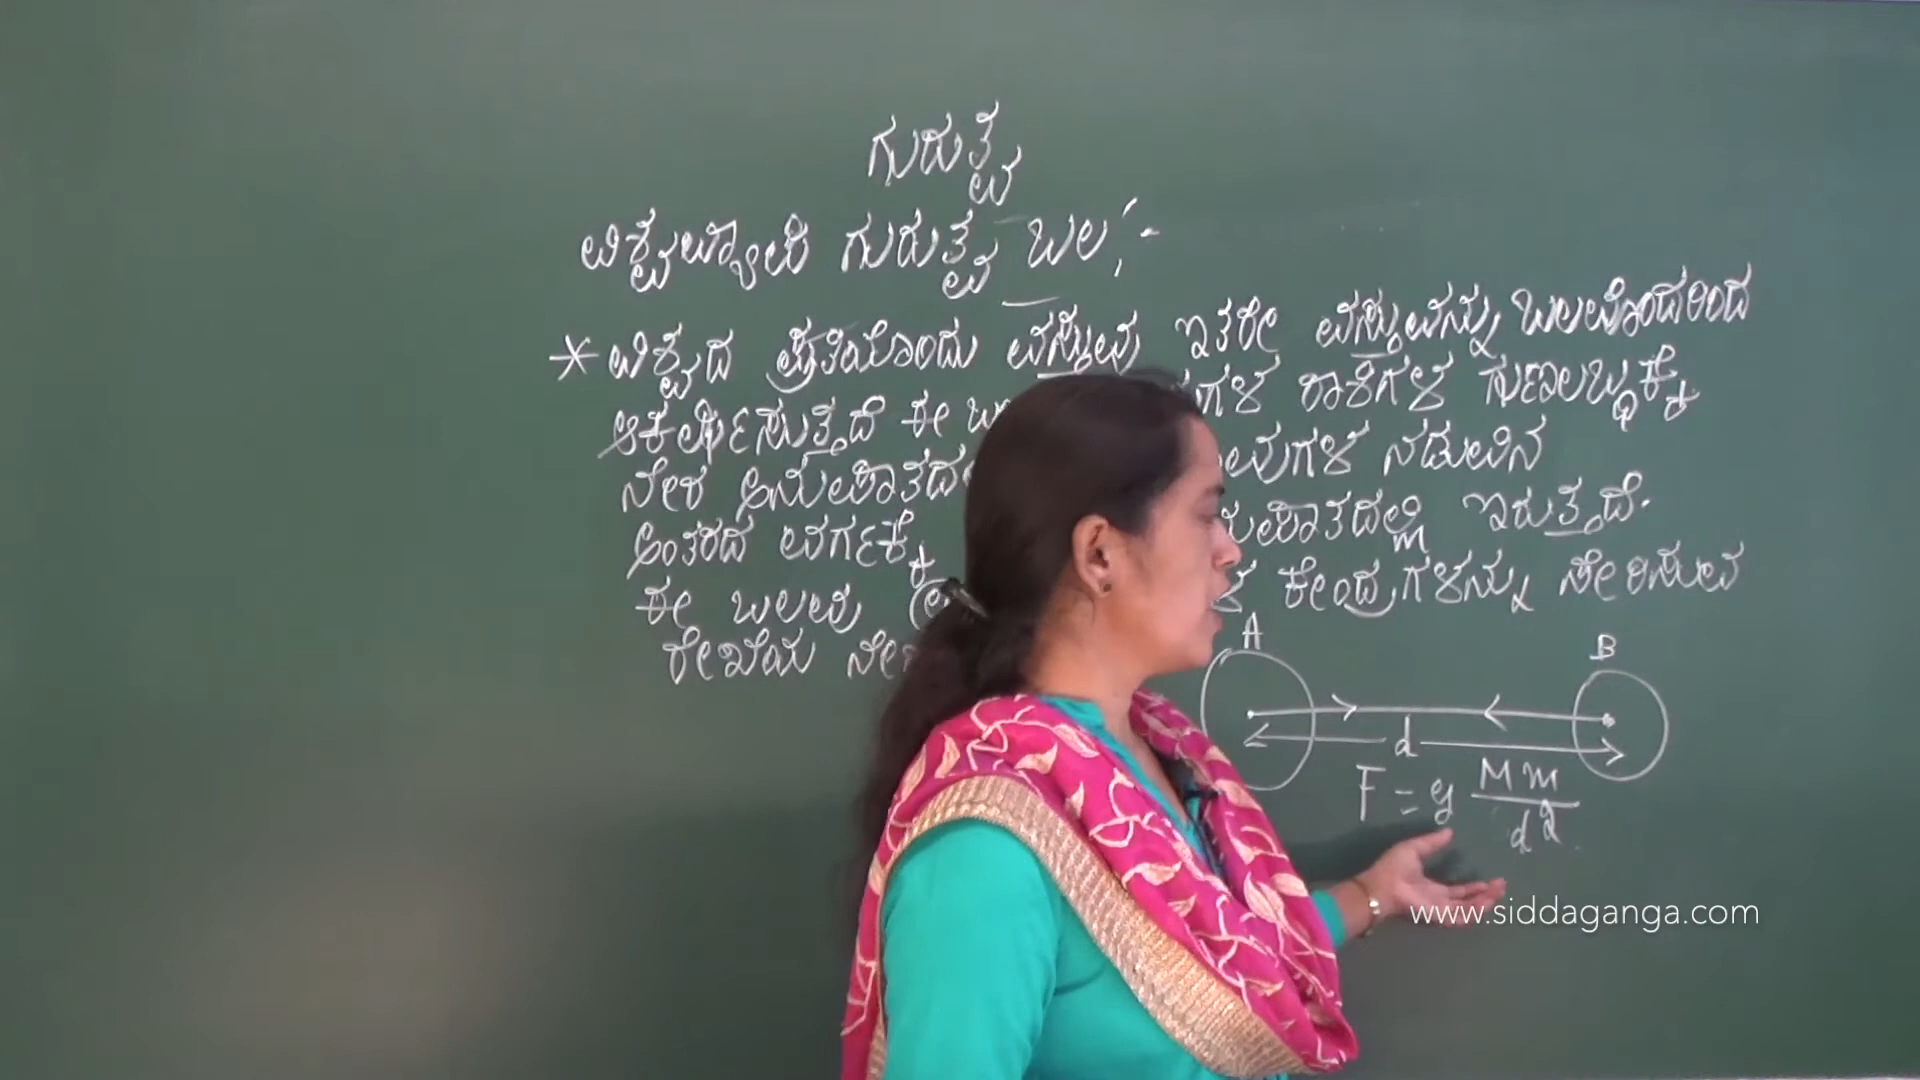 ಗುರುತ್ವ
ವಿಶ್ವವ್ಯಾಪಿ ಗುರುತ್ವ ಬಲ :-
* ವಿಶ್ವದ ಪ್ರತಿಯೊಂದು ವಸ್ತುವು ಇತರೇ ವಸ್ತುವನ್ನು ಬಲವೊಂದರಿಂದ
ಆಕರ್ಷಿಸುತ್ತದೆ ಈ ಗಳ ರಾಶಿಗಳ ಗುಣಲಬ್ಧಕ್ಕೆ
ನೇರ ಅನುಪಾತದ ವುಗಳ ನಡುವಿನ
ಅಂತರದ ವರ್ಗಕ್ಕೆ ನುಪಾತದಲ್ಲಿ ಇರುತ್ತದೆ.
ಈ ಬಲವು ಕೇಂದ್ರಗಳನ್ನು ಸೇರಿಸುವ
ರೇಖೆಯ
A B
d
F = g Mm/d²
www.siddaganga.com